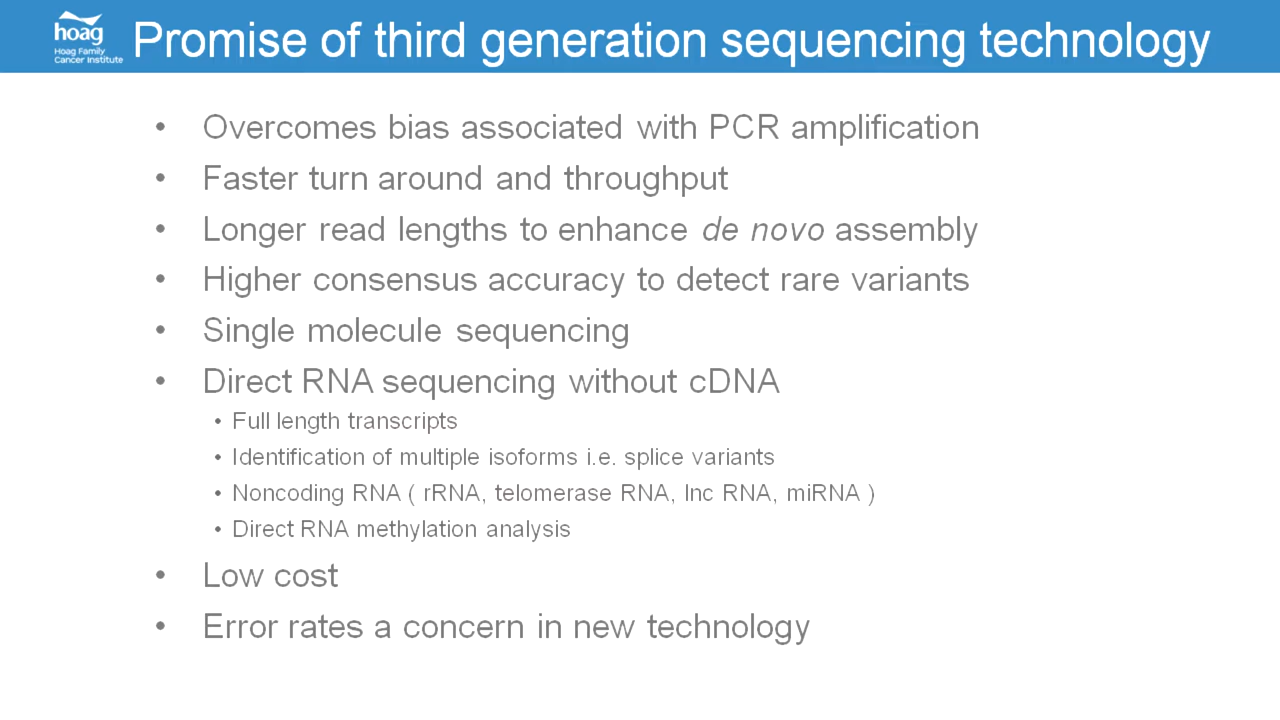 hoag
Hoag Family
Cancer Institute
Promise of third generation sequencing technology
• Overcomes bias associated with PCR amplification
• Faster turn around and throughput
• Longer read lengths to enhance de novo assembly
• Higher consensus accuracy to detect rare variants
• Single molecule sequencing
• Direct RNA sequencing without cDNA
• Full length transcripts
• Identification of multiple isoforms i.e. splice variants
• Noncoding RNA ( rRNA, telomerase RNA, lnc RNA, miRNA )
• Direct RNA methylation analysis
• Low cost
• Error rates a concern in new technology